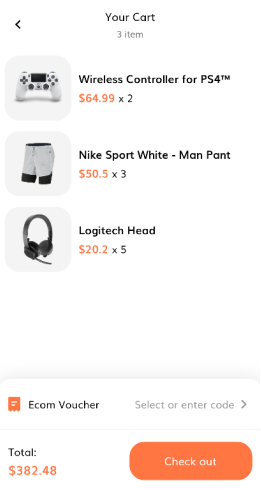 Your Cart
3 item
Wireless Controller for PS4™
$64.99 x 2
Nike Sport White - Man Pant
$50.5 x 3
Logitech Head
$20.2 x 5
Ecom Voucher Select or enter code
Total:
$382.48
Check out